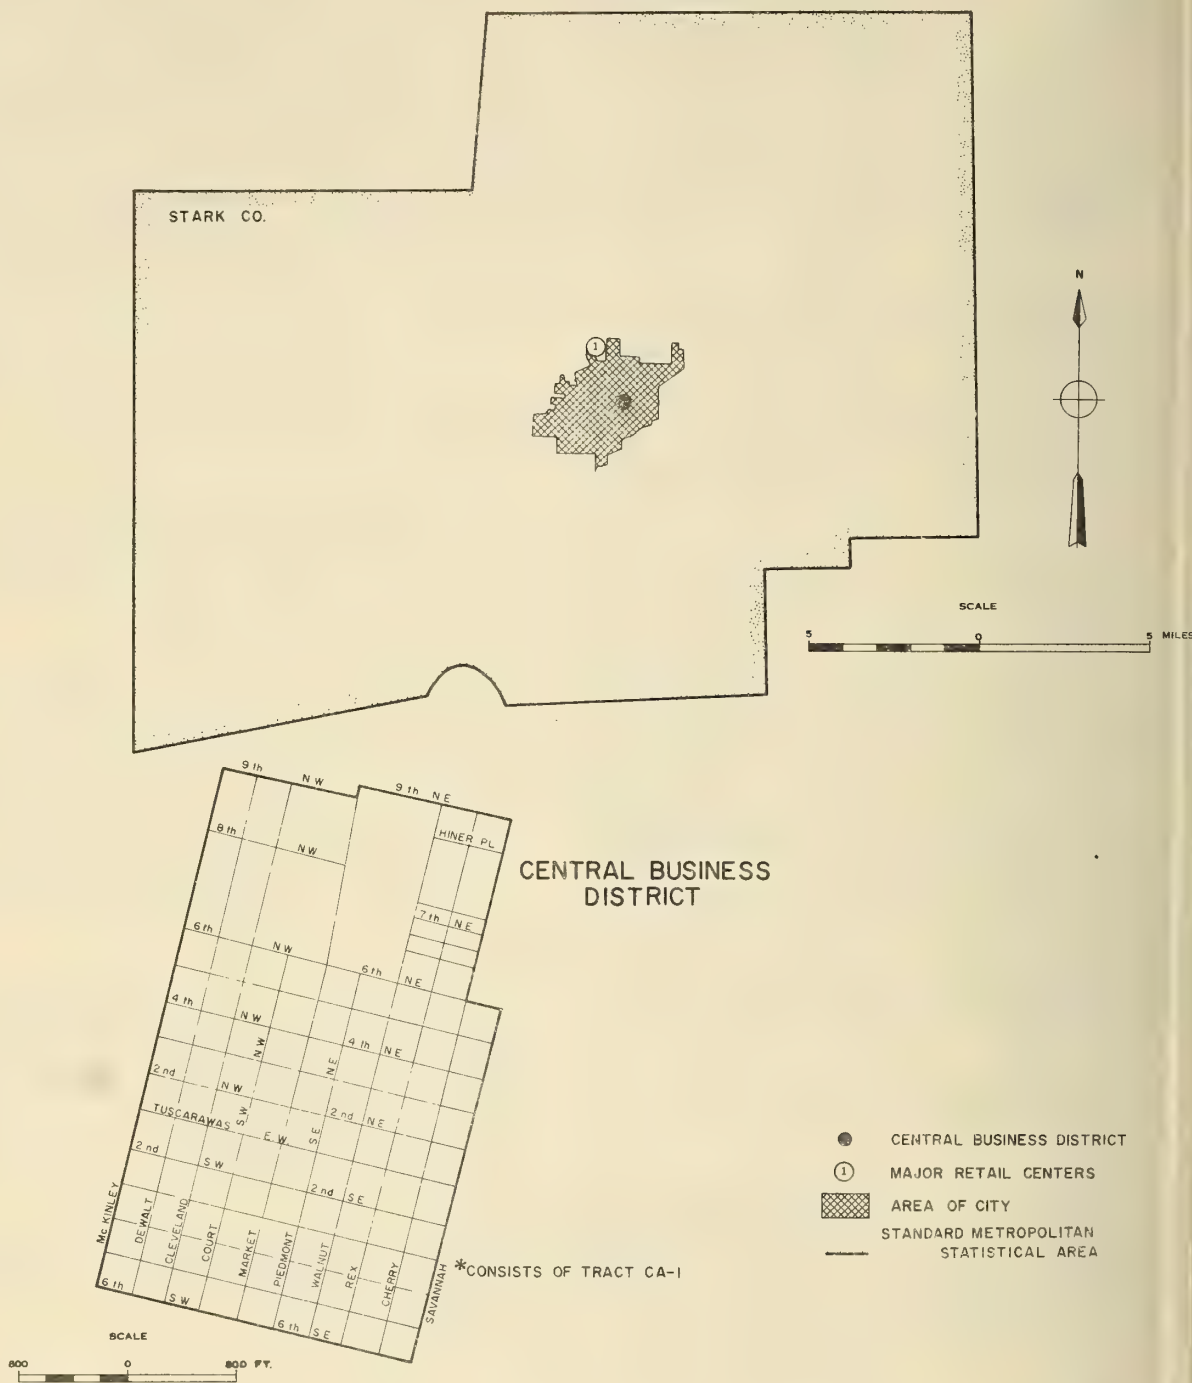 STARK CO.
N
1
SCALE
5 0 5 MILES
9th NW
9th NE
8th NW
HINER PL
CENTRAL BUSINESS
DISTRICT
7th NE
6th NW
6th NE
4th NW
NW
4th NE
NE
2nd NW
SW
2nd NE
TUSCARAWAS E.W.
SE
2nd SW
2nd SE
Mc KINLEY
DEWALT
CLEVELAND
COURT
MARKET
PIEDMONT
WALNUT
REX
CHERRY
SAVANNAH
6th SW
6th SE
*CONSISTS OF TRACT CA-1
CENTRAL BUSINESS DISTRICT
1 MAJOR RETAIL CENTERS
AREA OF CITY
STANDARD METROPOLITAN
STATISTICAL AREA
SCALE
800 0 800 FT.